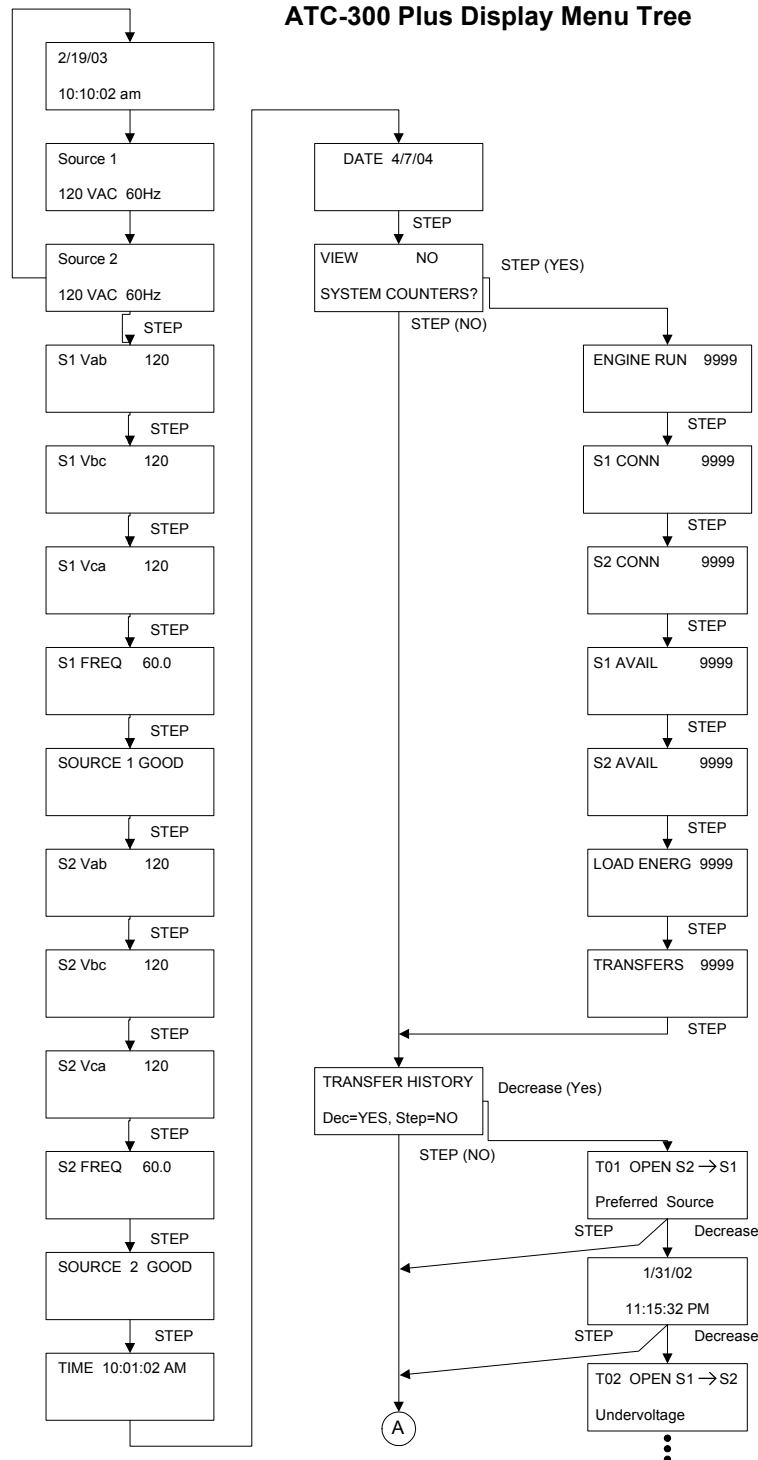 ATC-300 Plus Display Menu Tree
2/19/03
10:10:02 am
Source 1
120 VAC 60Hz
Source 2
120 VAC 60Hz
STEP
S1 Vab 120
STEP
S1 Vbc 120
STEP
S1 Vca 120
STEP
S1 FREQ 60.0
STEP
SOURCE 1 GOOD
STEP
S2 Vab 120
STEP
S2 Vbc 120
STEP
S2 Vca 120
STEP
S2 FREQ 60.0
STEP
SOURCE 2 GOOD
STEP
TIME 10:01:02 AM
DATE 4/7/04
STEP
VIEW NO
SYSTEM COUNTERS?
STEP (YES)
STEP (NO)
ENGINE RUN 9999
STEP
S1 CONN 9999
STEP
S2 CONN 9999
STEP
S1 AVAIL 9999
STEP
S2 AVAIL 9999
STEP
LOAD ENERG 9999
STEP
TRANSFERS 9999
STEP
TRANSFER HISTORY
Dec=YES, Step=NO
Decrease (Yes)
STEP (NO)
T01 OPEN S2 → S1
Preferred Source
STEP Decrease
1/31/02
11:15:32 PM
STEP Decrease
T02 OPEN S1 → S2
Undervoltage
A